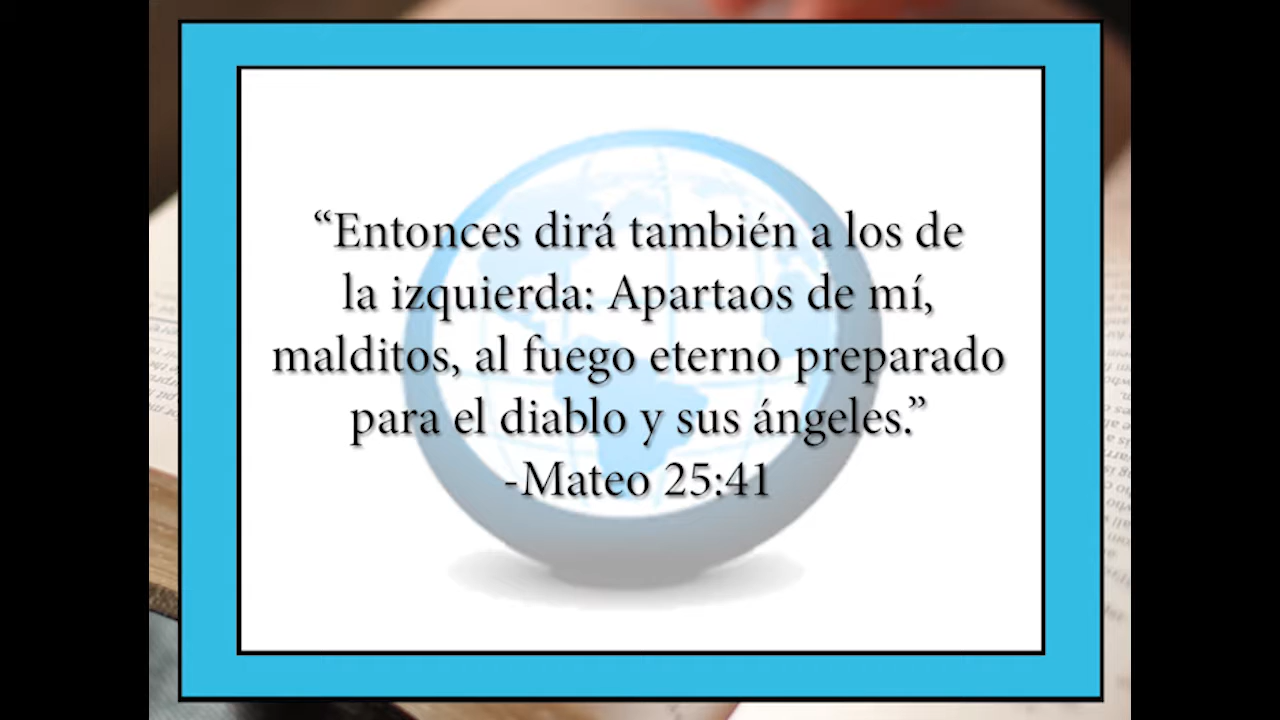 “Entonces dirá también a los de
la izquierda: Apartaos de mí,
malditos, al fuego eterno preparado
para el diablo y sus ángeles.”
-Mateo 25:41